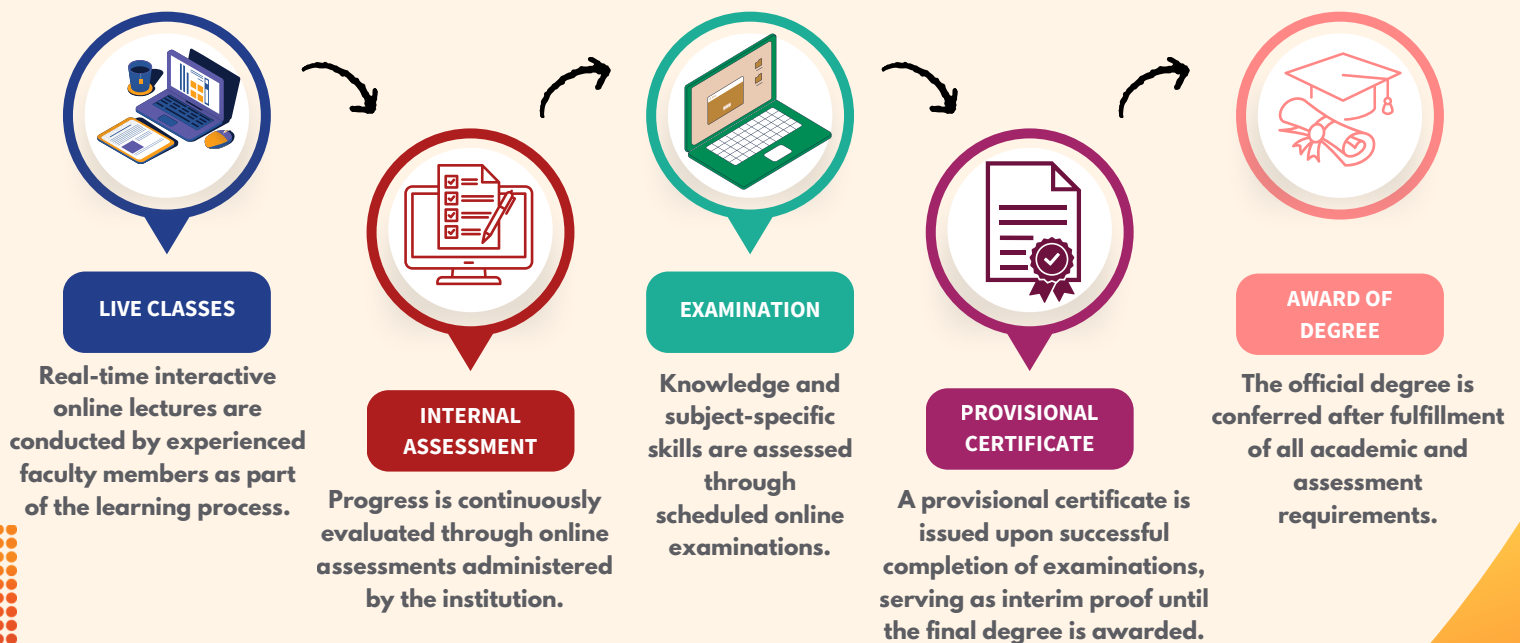 LIVE CLASSES
Real-time interactive
online lectures are
conducted by experienced
faculty members as part
of the learning process.
INTERNAL
ASSESSMENT
Progress is continuously
evaluated through online
assessments administered
by the institution.
EXAMINATION
Knowledge and
subject-specific
skills are assessed
through
scheduled online
examinations.
PROVISIONAL
CERTIFICATE
A provisional certificate is
issued upon successful
completion of examinations,
serving as interim proof until
the final degree is awarded.
AWARD OF
DEGREE
The official degree is
conferred after fulfillment
of all academic and
assessment
requirements.